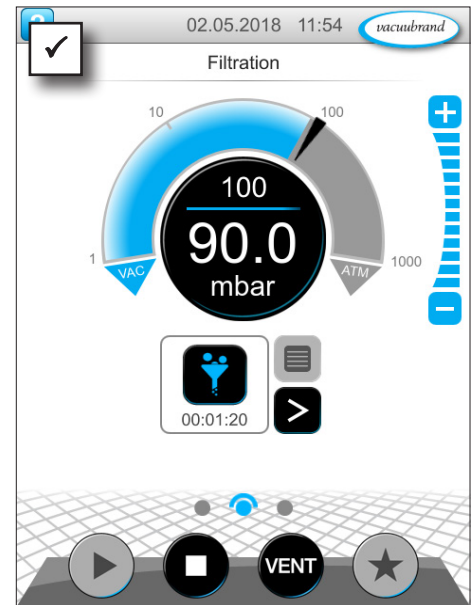 02.05.2018 11:54 vacuubrand
Filtration
10 100
100
90.0
mbar
1 VAC ATM 1000
00:01:20
VENT